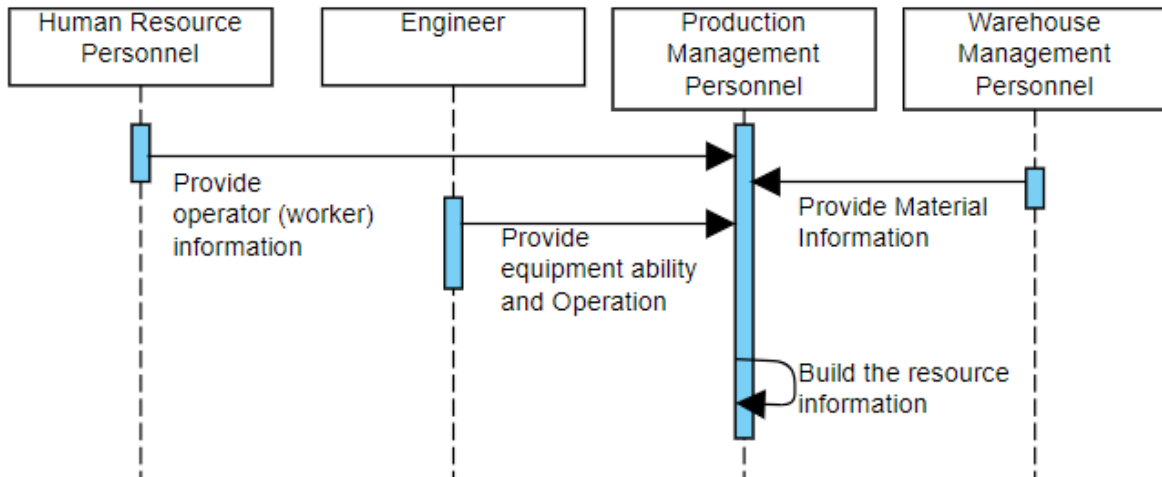 Human Resource
Personnel
Engineer
Production
Management
Personnel
Warehouse
Management
Personnel
Provide
operator (worker)
information
Provide Material
Information
Provide
equipment ability
and Operation
Build the resource
information